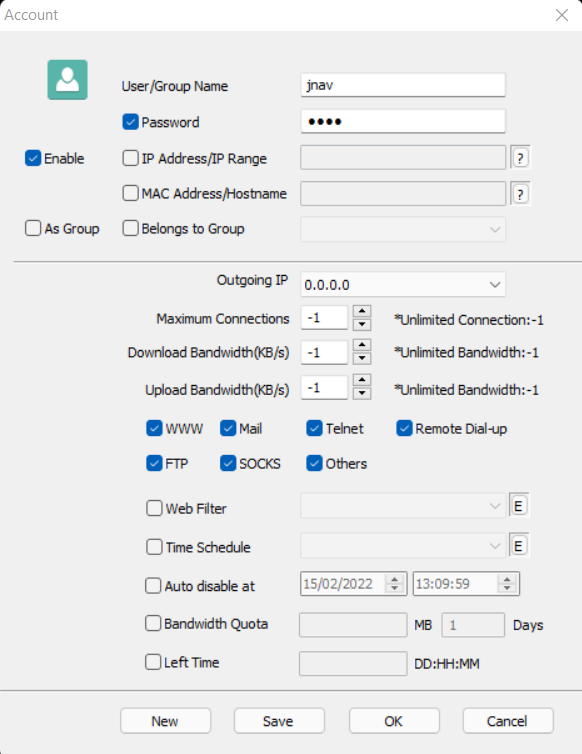 Account
User/Group Name jnav
Password ••••
Enable IP Address/IP Range ?
MAC Address/Hostname ?
As Group Belongs to Group
Outgoing IP 0.0.0.0
Maximum Connections -1 *Unlimited Connection:-1
Download Bandwidth(KB/s) -1 *Unlimited Bandwidth:-1
Upload Bandwidth(KB/s) -1 *Unlimited Bandwidth:-1
WWW Mail Telnet Remote Dial-up
FTP SOCKS Others
Web Filter E
Time Schedule E
Auto disable at 15/02/2022 13:09:59
Bandwidth Quota MB 1 Days
Left Time DD:HH:MM
New Save OK Cancel